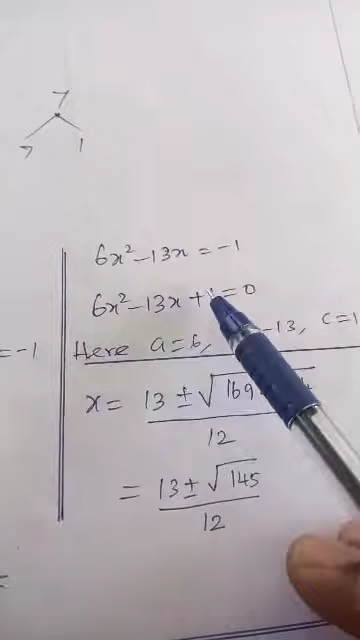 7
7 1
6x² - 13x = -1
6x² - 13x + 1 = 0
= -1
Here a = 6, -13, c = 1
x = 13 ± √169
12
= 13 ± √145
12
=